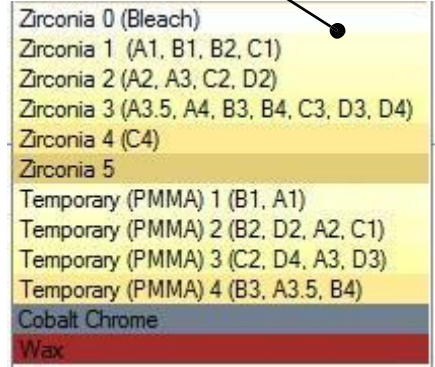 Zirconia 0 (Bleach)
Zirconia 1 (A1, B1, B2, C1)
Zirconia 2 (A2, A3, C2, D2)
Zirconia 3 (A3.5, A4, B3, B4, C3, D3, D4)
Zirconia 4 (C4)
Zirconia 5
Temporary (PMMA) 1 (B1, A1)
Temporary (PMMA) 2 (B2, D2, A2, C1)
Temporary (PMMA) 3 (C2, D4, A3, D3)
Temporary (PMMA) 4 (B3, A3.5, B4)
Cobalt Chrome
Wax